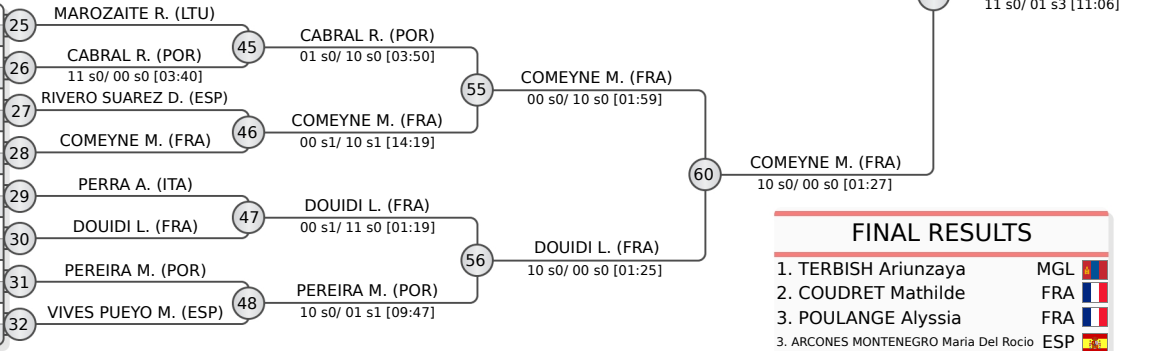 11 s0/ 01 s3 [11:06]
25
MAROZAITE R. (LTU)
45
CABRAL R. (POR)
01 s0/ 10 s0 [03:50]
26
CABRAL R. (POR)
11 s0/ 00 s0 [03:40]
55
COMEYNE M. (FRA)
00 s0/ 10 s0 [01:59]
27
RIVERO SUAREZ D. (ESP)
46
COMEYNE M. (FRA)
00 s1/ 10 s1 [14:19]
28
COMEYNE M. (FRA)
60
COMEYNE M. (FRA)
10 s0/ 00 s0 [01:27]
29
PERRA A. (ITA)
47
DOUIDI L. (FRA)
00 s1/ 11 s0 [01:19]
30
DOUIDI L. (FRA)
56
DOUIDI L. (FRA)
10 s0/ 00 s0 [01:25]
31
PEREIRA M. (POR)
48
PEREIRA M. (POR)
10 s0/ 01 s1 [09:47]
32
VIVES PUEYO M. (ESP)
FINAL RESULTS
1. TERBISH Ariunzaya MGL
2. COUDRET Mathilde FRA
3. POULANGE Alyssia FRA
3. ARCONES MONTENEGRO Maria Del Rocio ESP